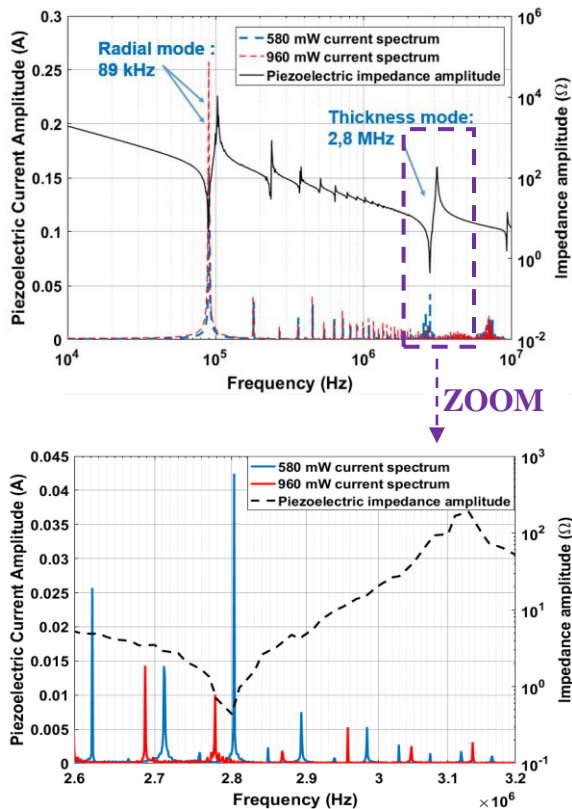 Radial mode :
89 kHz
580 mW current spectrum
960 mW current spectrum
Piezoelectric impedance amplitude
Thickness mode:
2,8 MHz
Piezoelectric Current Amplitude (A)
0.3
0.25
0.2
0.15
0.1
0.05
0
10^6
10^4
10^2
10^0
10^-2
Impedance amplitude (Ω)
10^4 10^5 10^6 10^7
Frequency (Hz)
ZOOM
580 mW current spectrum
960 mW current spectrum
Piezoelectric impedance amplitude
Piezoelectric Current Amplitude (A)
0.045
0.04
0.035
0.03
0.025
0.02
0.015
0.01
0.005
0
10^3
10^2
10^1
10^0
10^-1
Impedance amplitude (Ω)
2.6 2.7 2.8 2.9 3 3.1 3.2
Frequency (Hz)
×10^6